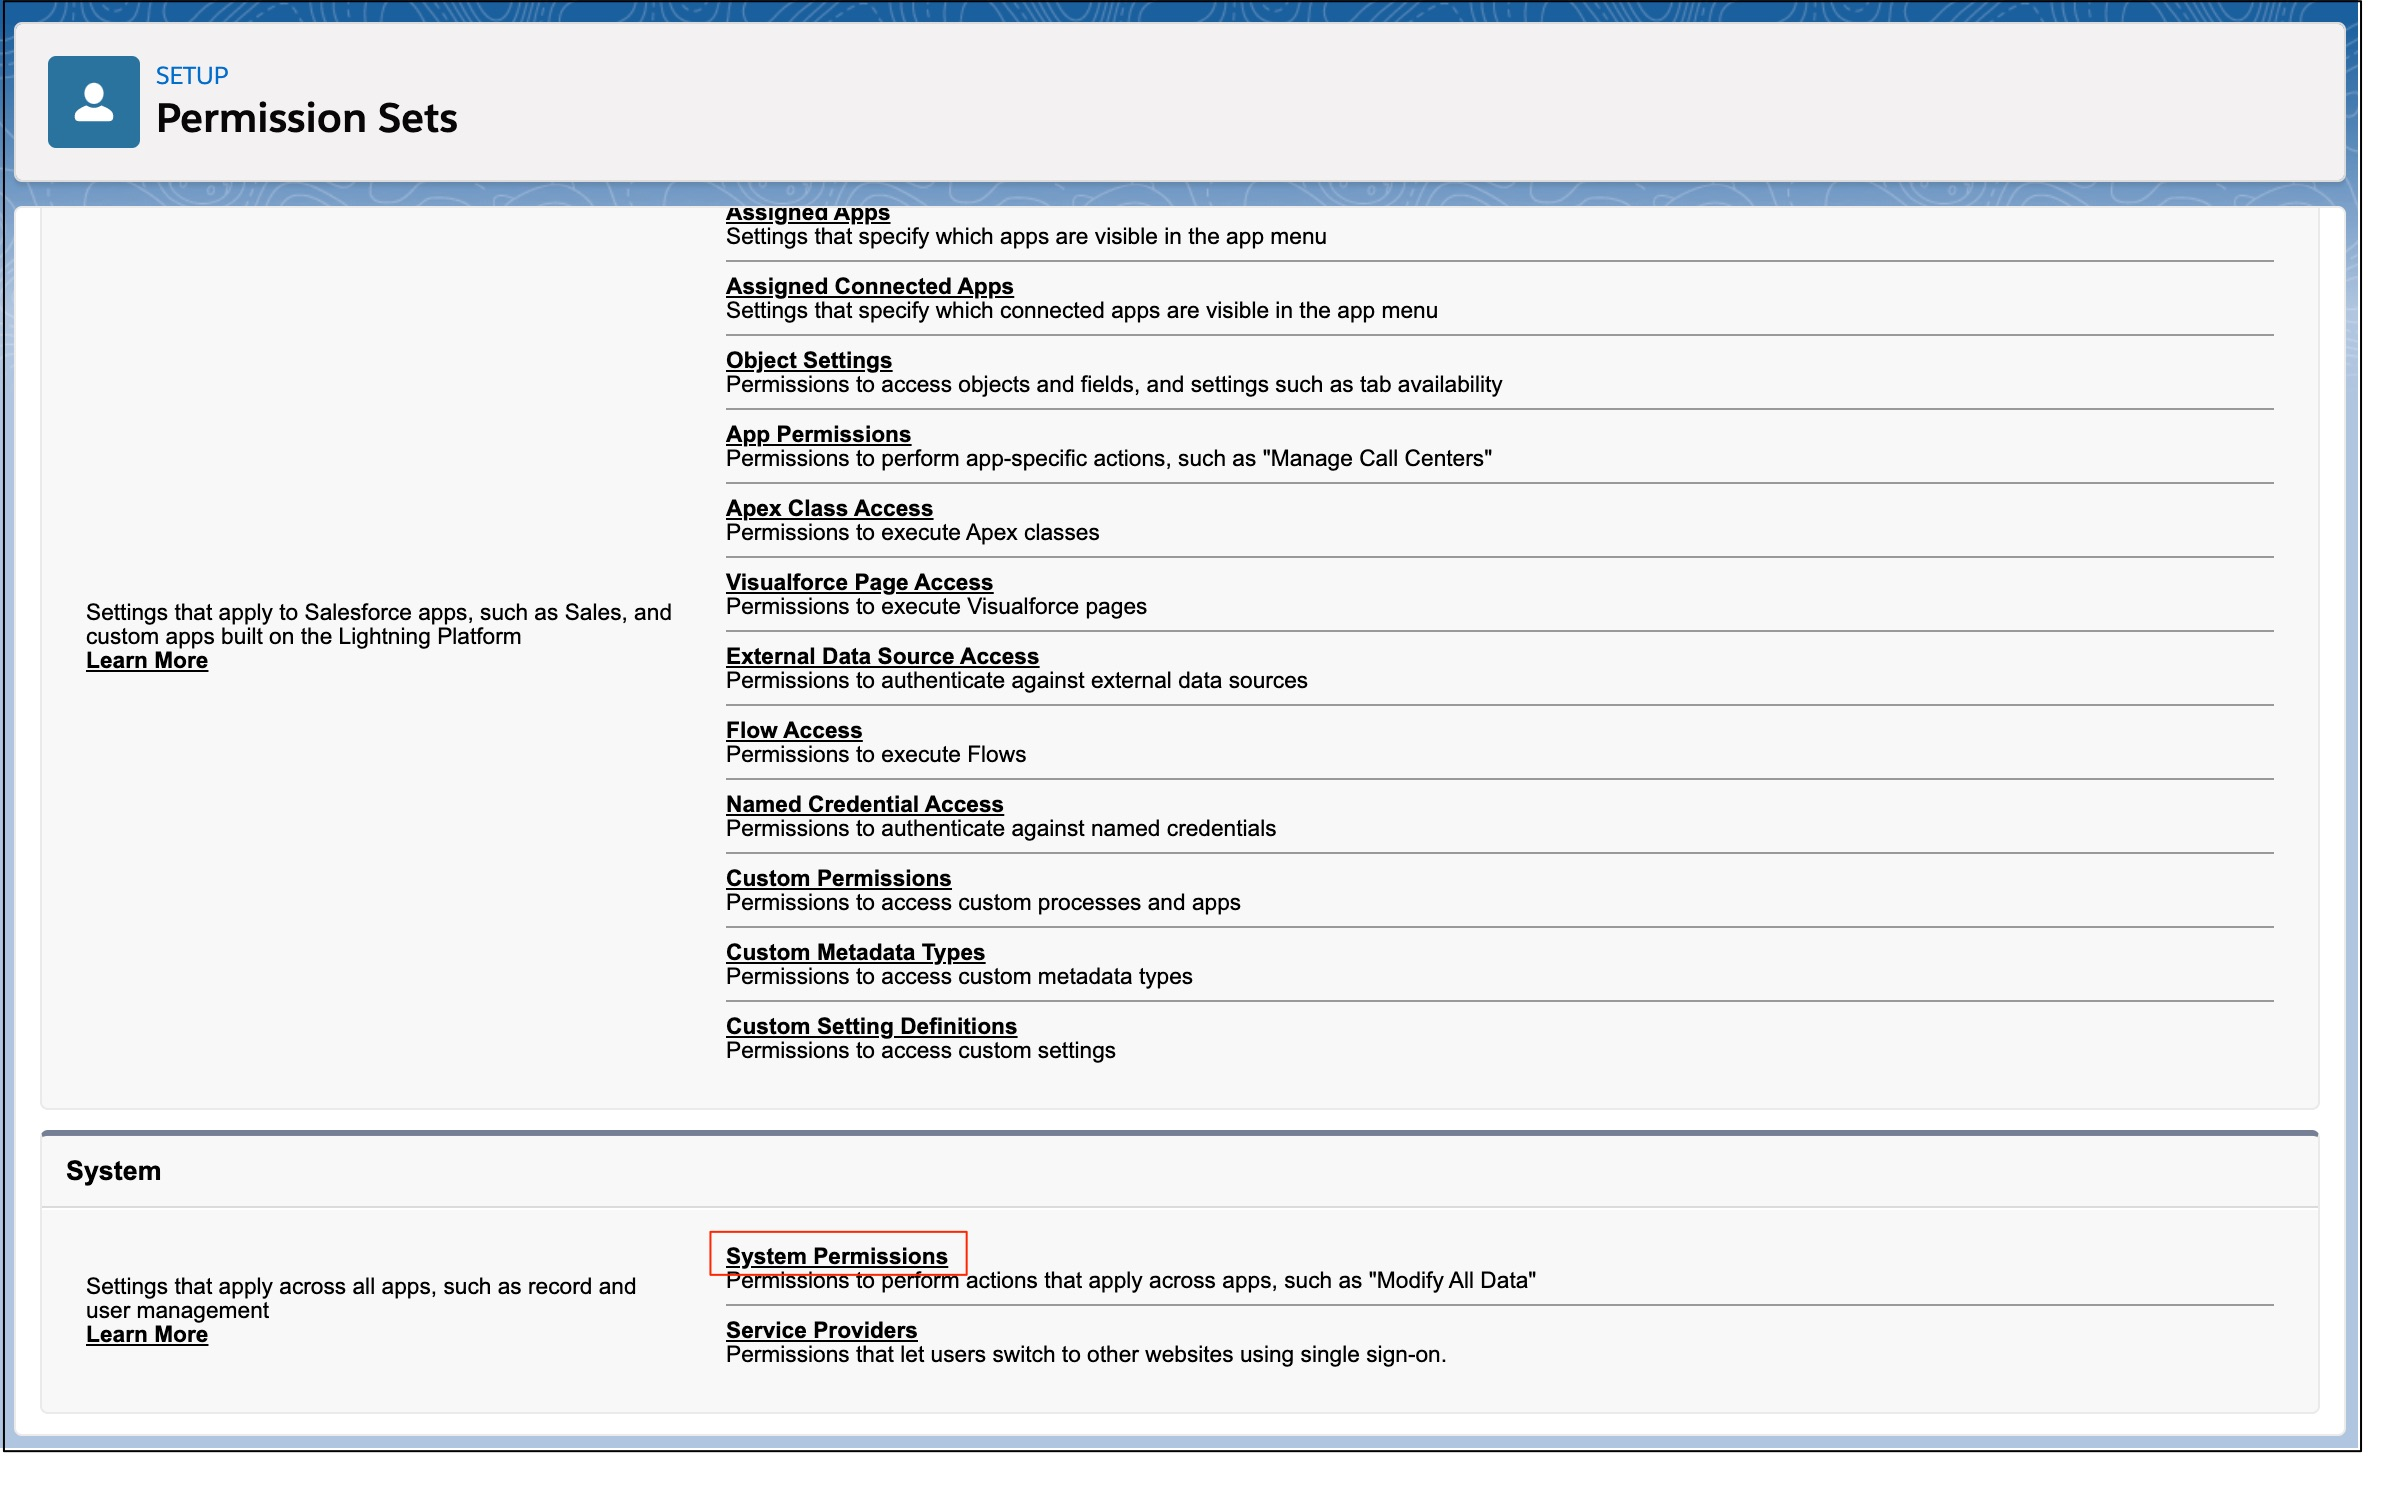 SETUP
Permission Sets
Assigned Apps
Settings that specify which apps are visible in the app menu
Assigned Connected Apps
Settings that specify which connected apps are visible in the app menu
Object Settings
Permissions to access objects and fields, and settings such as tab availability
App Permissions
Permissions to perform app-specific actions, such as "Manage Call Centers"
Apex Class Access
Permissions to execute Apex classes
Visualforce Page Access
Permissions to execute Visualforce pages
Settings that apply to Salesforce apps, such as Sales, and
custom apps built on the Lightning Platform
Learn More
External Data Source Access
Permissions to authenticate against external data sources
Flow Access
Permissions to execute Flows
Named Credential Access
Permissions to authenticate against named credentials
Custom Permissions
Permissions to access custom processes and apps
Custom Metadata Types
Permissions to access custom metadata types
Custom Setting Definitions
Permissions to access custom settings
System
Settings that apply across all apps, such as record and
user management
Learn More
System Permissions
Permissions to perform actions that apply across apps, such as "Modify All Data"
Service Providers
Permissions that let users switch to other websites using single sign-on.